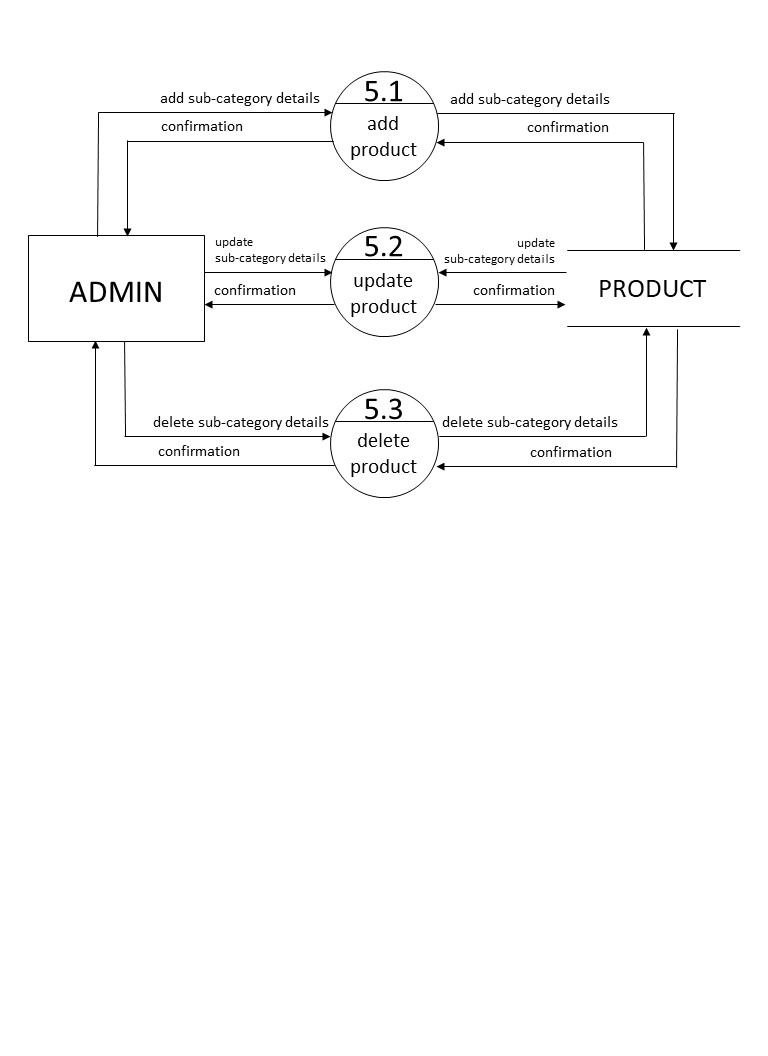 5.1
add sub-category details
add sub-category details
add
confirmation
confirmation
product
5.2
update
sub-category details
update
sub-category details
ADMIN
update
PRODUCT
confirmation
product
confirmation
5.3
delete sub-category details
delete sub-category details
delete
confirmation
confirmation
product